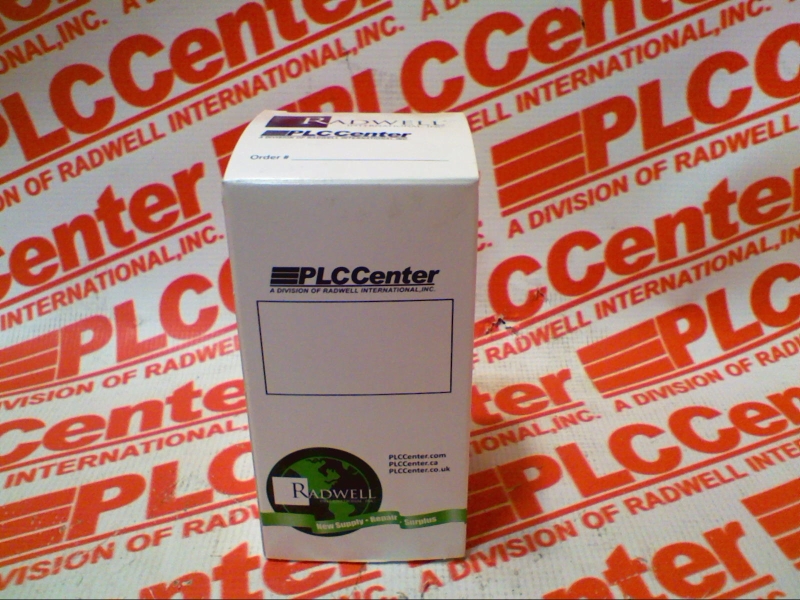 RADWELL
PLCCenter
Order #
PLCCenter
A DIVISION OF RADWELL INTERNATIONAL, INC.
PLCCenter.com
PLCCenter.ca
PLCCenter.co.uk
RADWELL
New Supply • Repair • Surplus
PLCCenter
A DIVISION OF RADWELL INTERNATIONAL, INC.